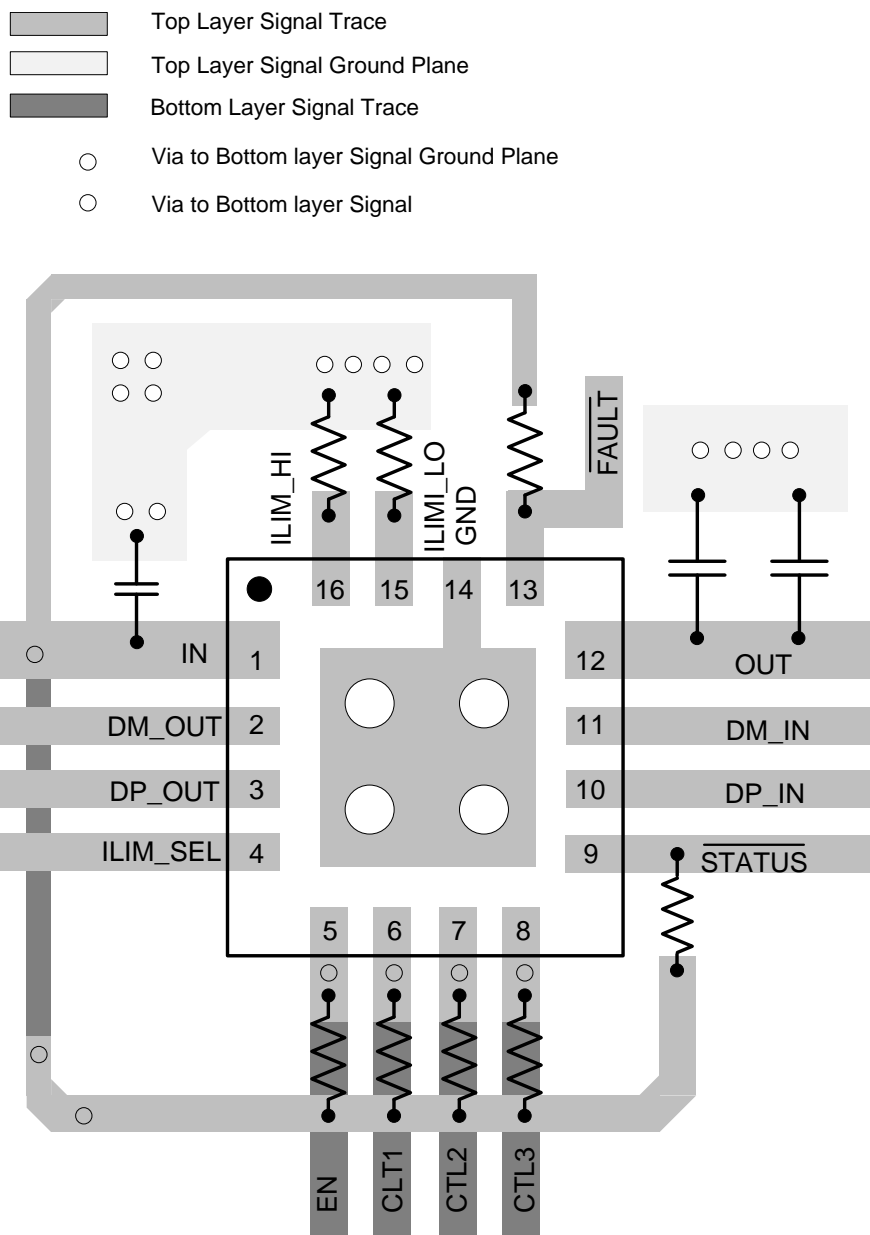 Top Layer Signal Trace
Top Layer Signal Ground Plane
Bottom Layer Signal Trace
Via to Bottom layer Signal Ground Plane
Via to Bottom layer Signal
ILIM_HI
ILIMI_LO
GND
FAULT
16
15
14
13
IN
1
12
OUT
DM_OUT
2
11
DM_IN
DP_OUT
3
10
DP_IN
ILIM_SEL
4
9
STATUS
5
6
7
8
EN
CLT1
CTL2
CTL3